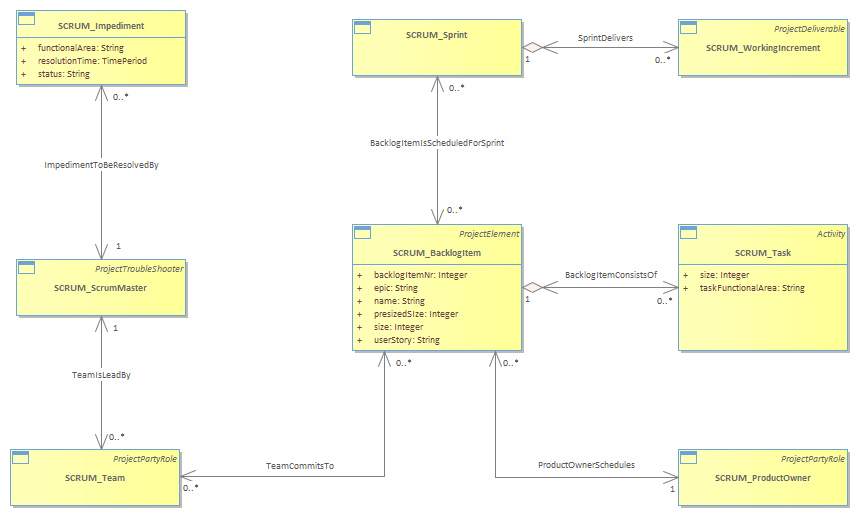 SCRUM_Impediment
+ functionalArea: String
+ resolutionTime: TimePeriod
+ status: String
0..*
ImpedimentToBeResolvedBy
1
ProjectTroubleShooter
SCRUM_ScrumMaster
1
TeamIsLeadBy
0..*
ProjectPartyRole
SCRUM_Team
0..*
TeamCommitsTo
0..*
SCRUM_Sprint
1
SprintDelivers
0..*
ProjectDeliverable
SCRUM_WorkingIncrement
0..*
BacklogItemIsScheduledForSprint
0..*
ProjectElement
SCRUM_BacklogItem
+ backlogItemNr: Integer
+ epic: String
+ name: String
+ presizedSIze: Integer
+ size: Integer
+ userStory: String
1
BacklogItemConsistsOf
0..*
Activity
SCRUM_Task
+ size: Integer
+ taskFunctionalArea: String
0..*
ProductOwnerSchedules
1
ProjectPartyRole
SCRUM_ProductOwner